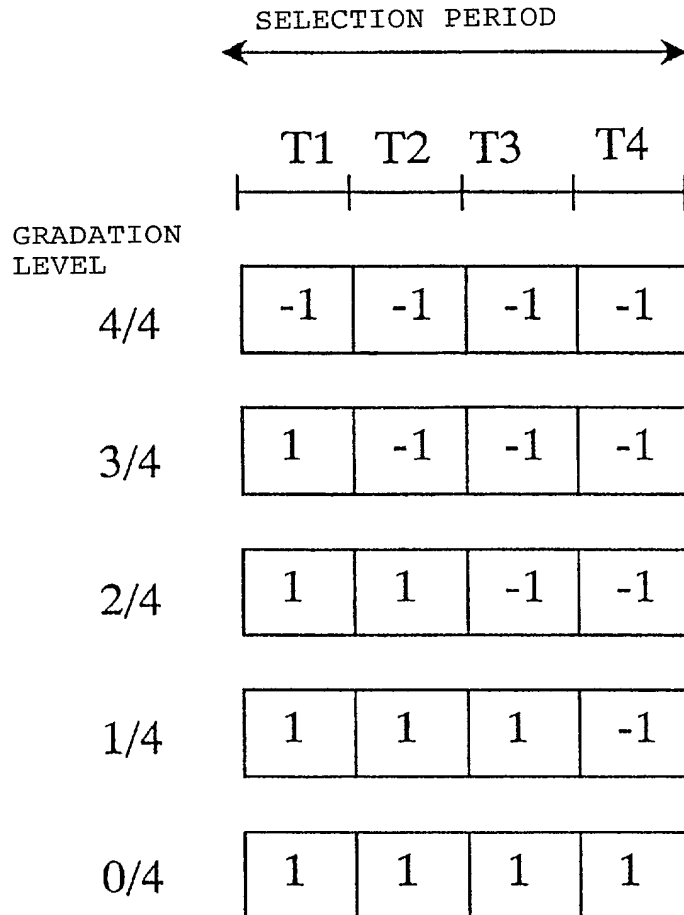 SELECTION PERIOD
T1 T2 T3 T4
GRADATION
LEVEL
4/4 -1 -1 -1 -1
3/4 1 -1 -1 -1
2/4 1 1 -1 -1
1/4 1 1 1 -1
0/4 1 1 1 1